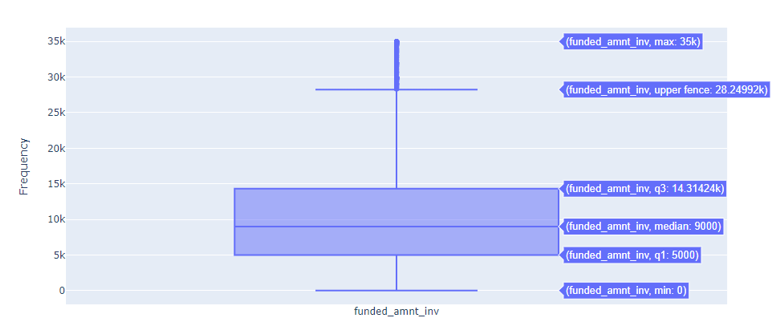 35k
30k
25k
20k
15k
10k
5k
0
Frequency
funded_amnt_inv
(funded_amnt_inv, max: 35k)
(funded_amnt_inv, upper fence: 28.24992k)
(funded_amnt_inv, q3: 14.31424k)
(funded_amnt_inv, median: 9000)
(funded_amnt_inv, q1: 5000)
(funded_amnt_inv, min: 0)